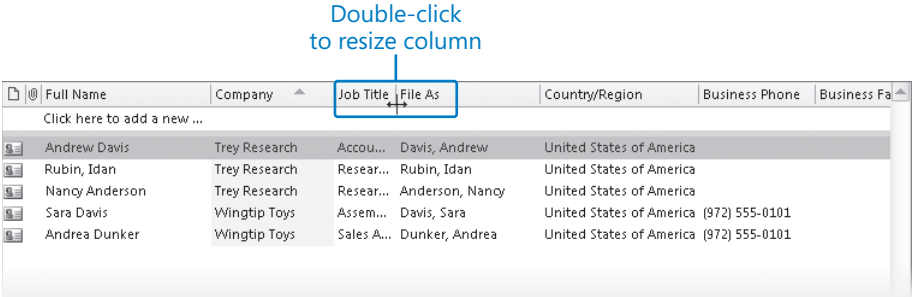 Double-click
to resize column
Full Name Company Job Title File As Country/Region Business Phone Business Fa
Click here to add a new ...
Andrew Davis Trey Research Accou... Davis, Andrew United States of America
Rubin, Idan Trey Research Resear... Rubin, Idan United States of America
Nancy Anderson Trey Research Resear... Anderson, Nancy United States of America
Sara Davis Wingtip Toys Assem... Davis, Sara United States of America (972) 555-0101
Andrea Dunker Wingtip Toys Sales A... Dunker, Andrea United States of America (972) 555-0101